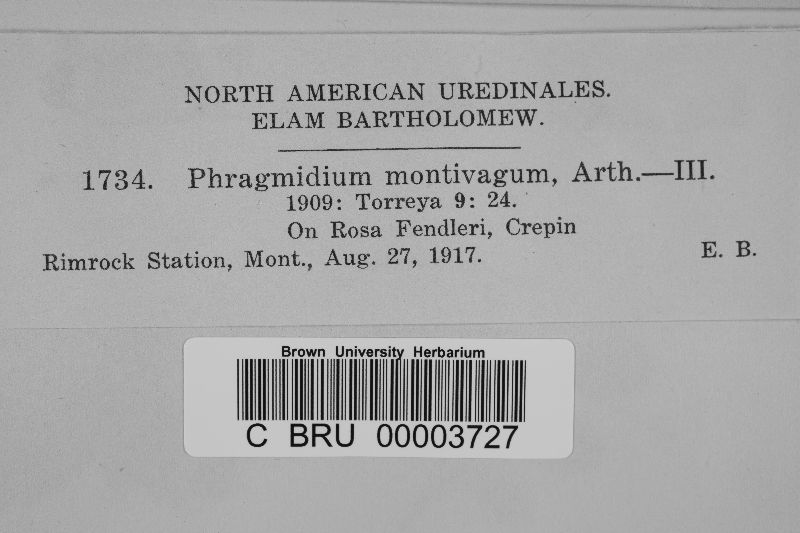 NORTH AMERICAN UREDINALES.
ELAM BARTHOLOMEW.
1734. Phragmidium montivagum, Arth.—III.
1909: Torreya 9: 24.
On Rosa Fendleri, Crepin
Rimrock Station, Mont., Aug. 27, 1917. E. B.
Brown University Herbarium
C BRU 00003727